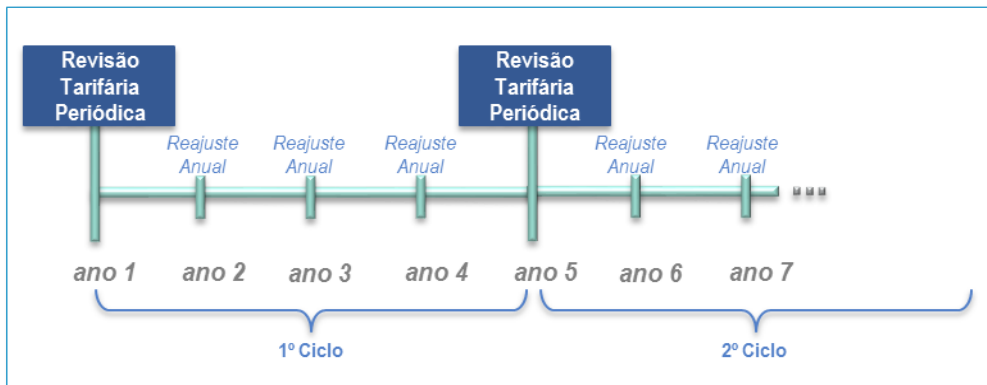 Revisão
Tarifária
Periódica
Revisão
Tarifária
Periódica
Reajuste
Anual
Reajuste
Anual
Reajuste
Anual
Reajuste
Anual
Reajuste
Anual
ano 1
ano 2
ano 3
ano 4
ano 5
ano 6
ano 7
1º Ciclo
2º Ciclo